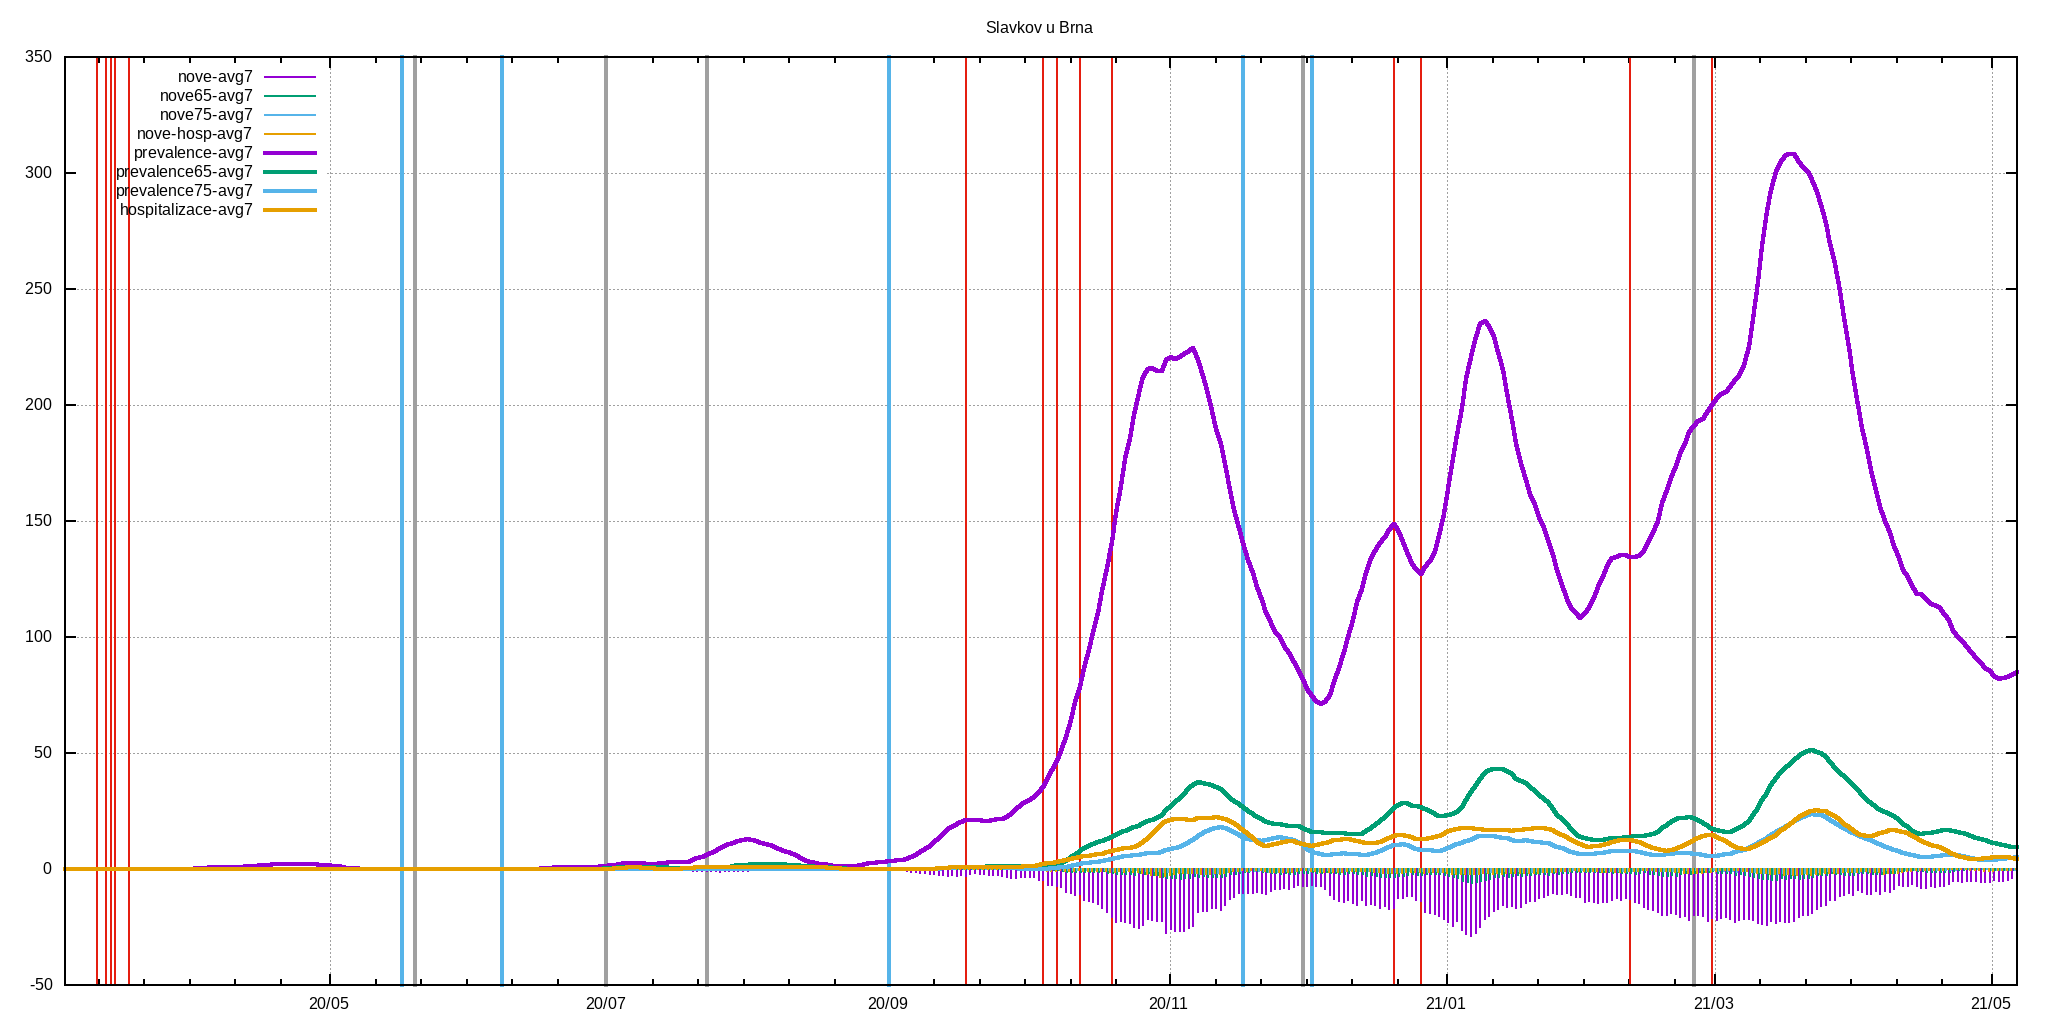 Slavkov u Brna
350
300
250
200
150
100
50
0
-50
nove-avg7
nove65-avg7
nove75-avg7
nove-hosp-avg7
prevalence-avg7
prevalence65-avg7
prevalence75-avg7
hospitalizace-avg7
20/05
20/07
20/09
20/11
21/01
21/03
21/05